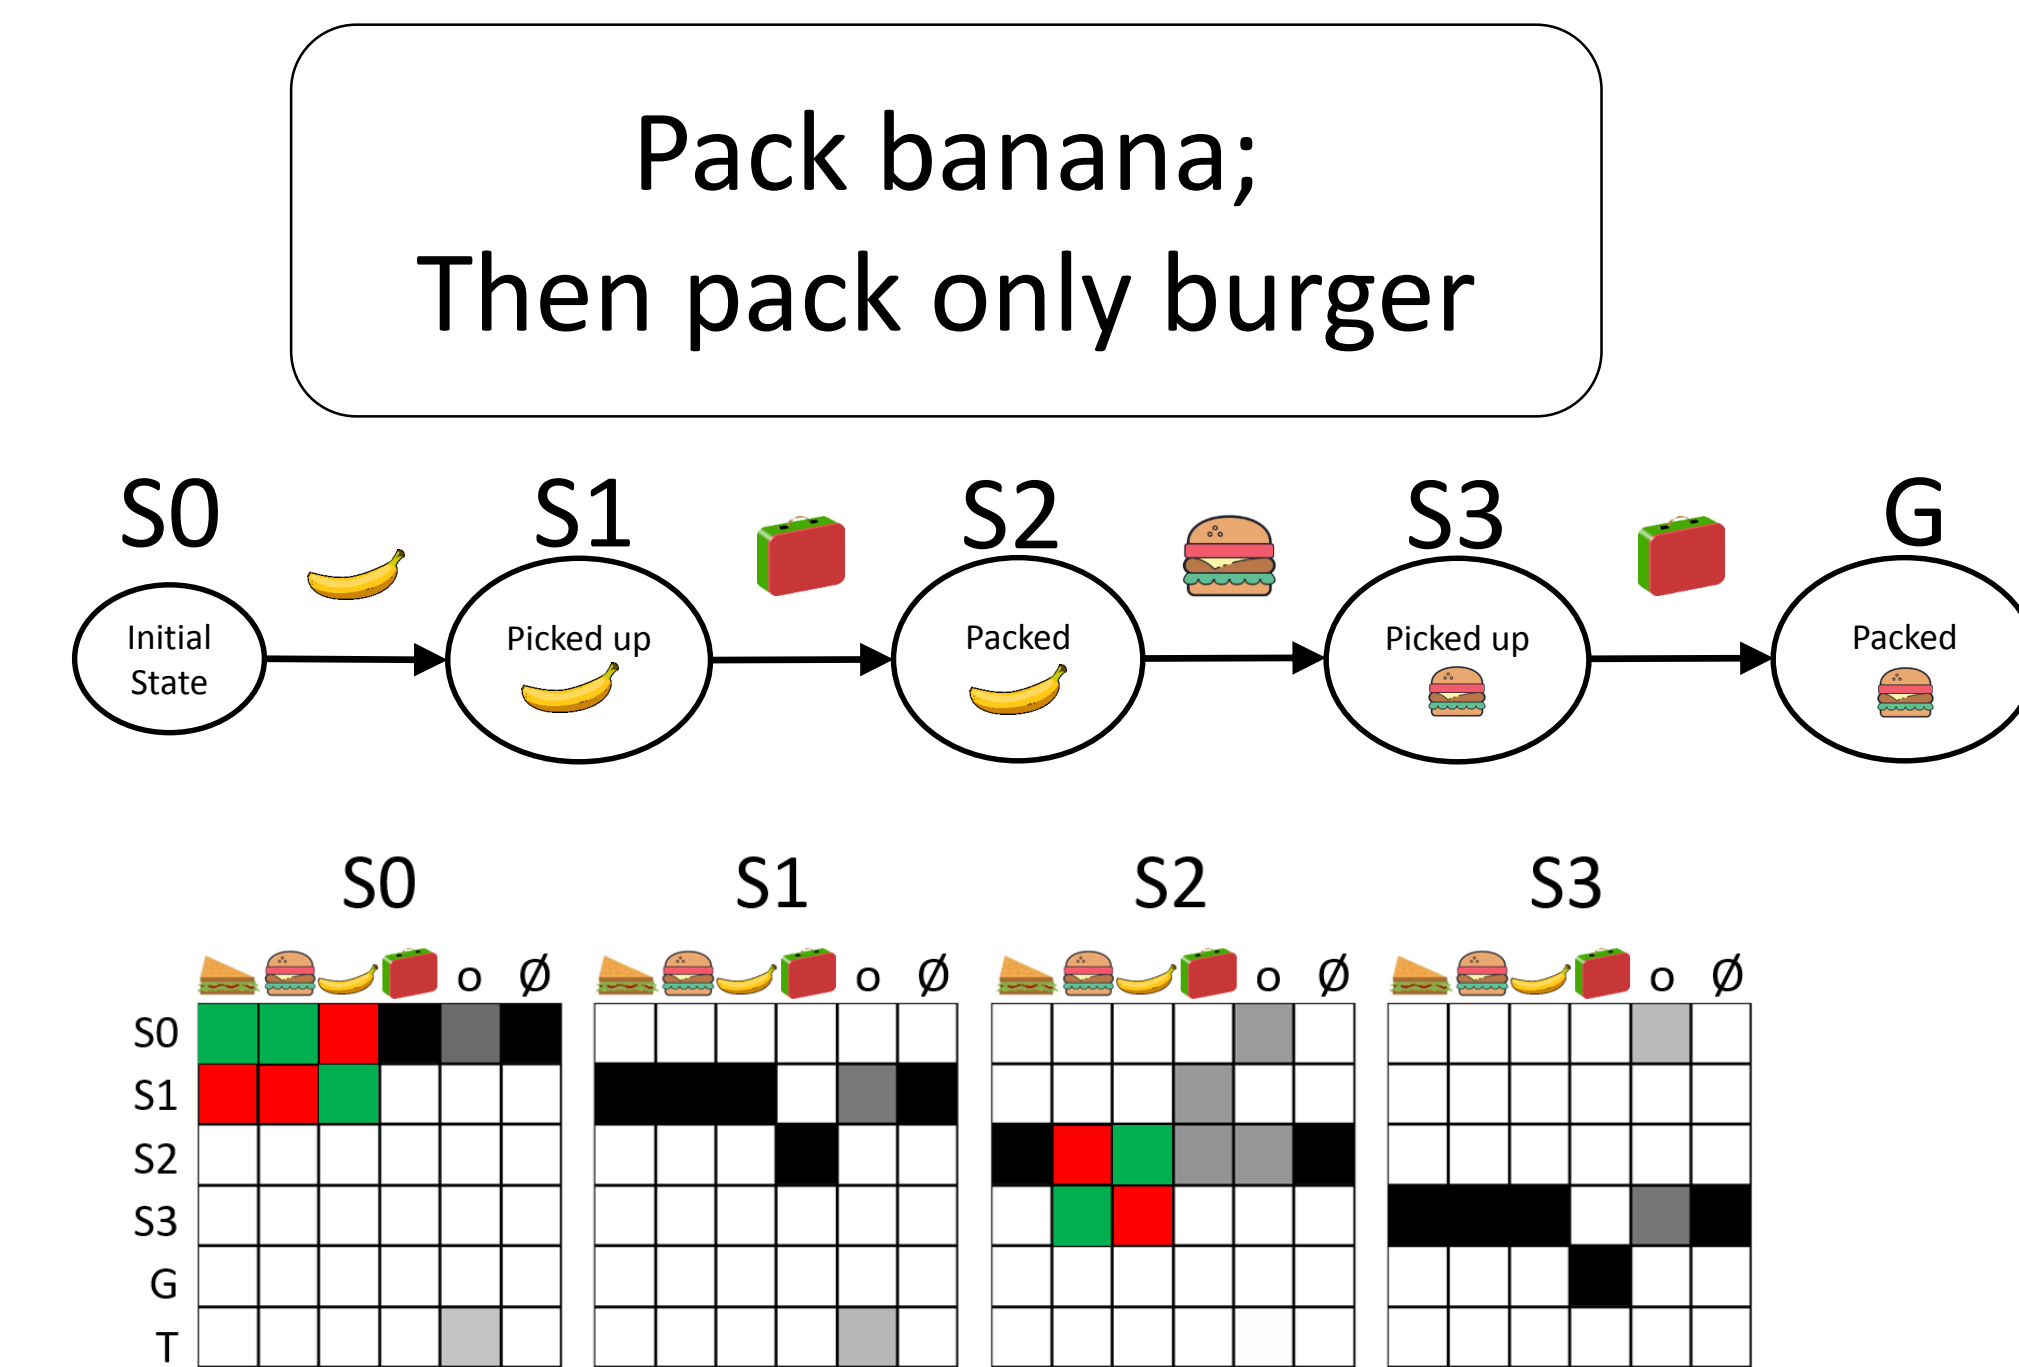 Pack banana;
Then pack only burger
S0 S1 S2 S3 G
Initial
State
Picked up
Packed
Picked up
Packed
S0 S1 S2 S3
o Ø o Ø o Ø o Ø
S0
S1
S2
S3
G
T